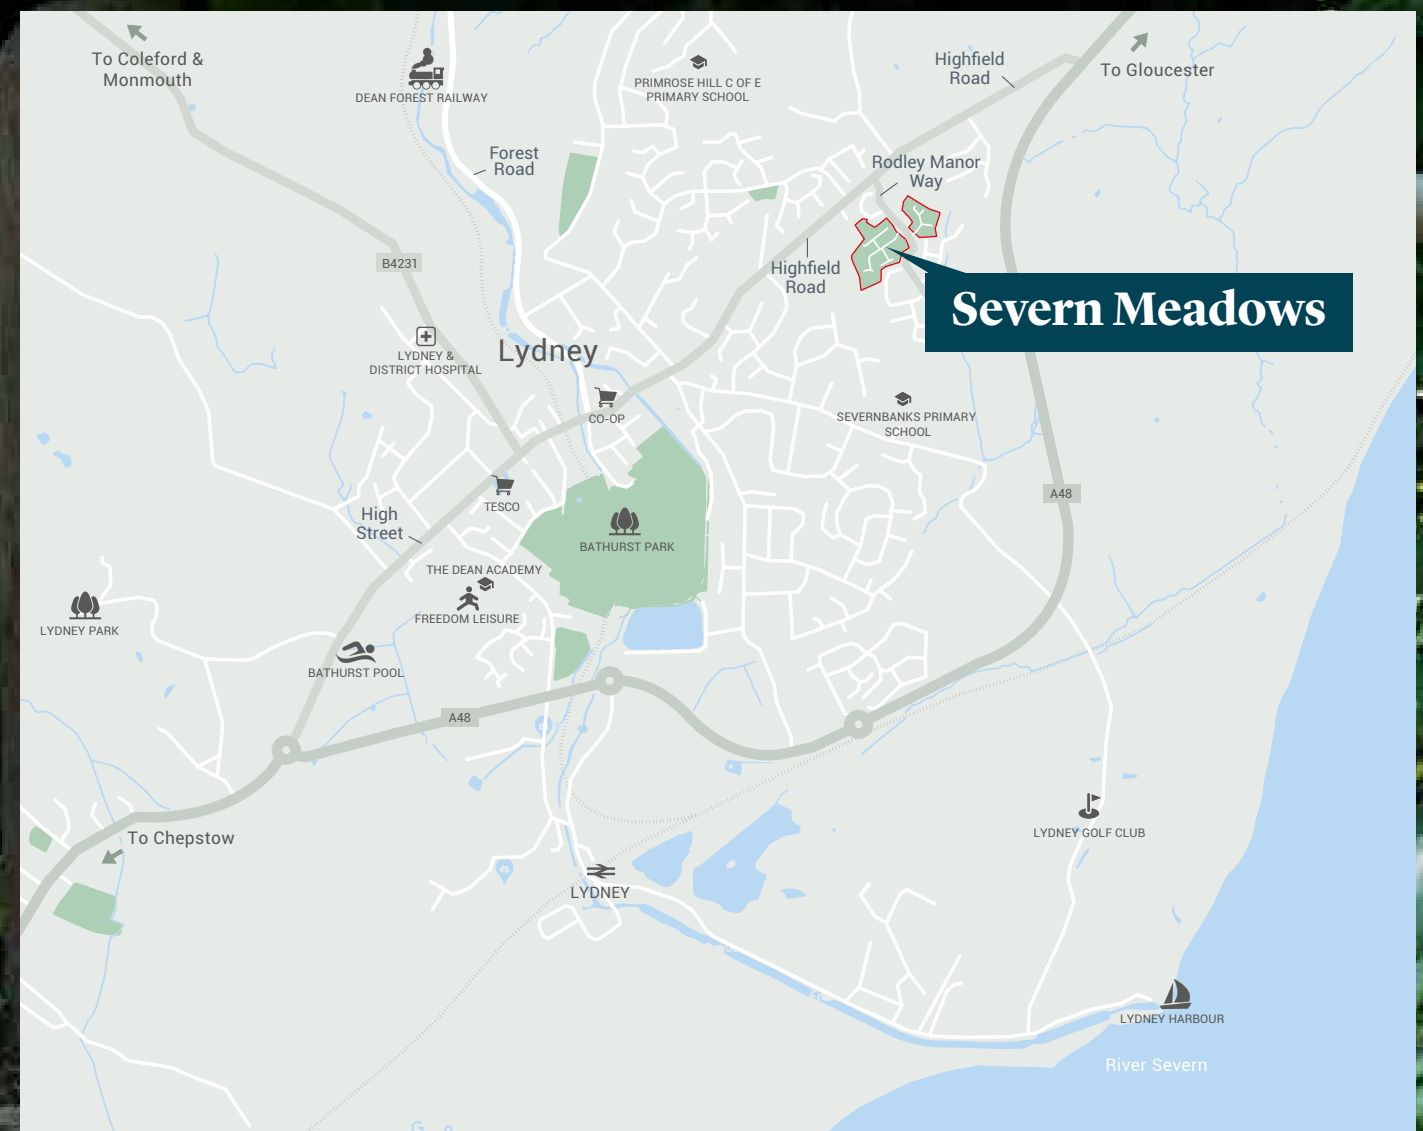 To Coleford &
Monmouth
DEAN FOREST RAILWAY
PRIMROSE HILL C OF E
PRIMARY SCHOOL
Highfield
Road
To Gloucester
Forest
Road
Rodley Manor
Way
B4231
Highfield
Road
Severn Meadows
LYDNEY &
DISTRICT HOSPITAL
Lydney
CO-OP
SEVERNBANKS PRIMARY
SCHOOL
A48
TESCO
High
Street
BATHURST PARK
THE DEAN ACADEMY
FREEDOM LEISURE
LYDNEY PARK
BATHURST POOL
A48
To Chepstow
LYDNEY GOLF CLUB
LYDNEY
LYDNEY HARBOUR
River Severn